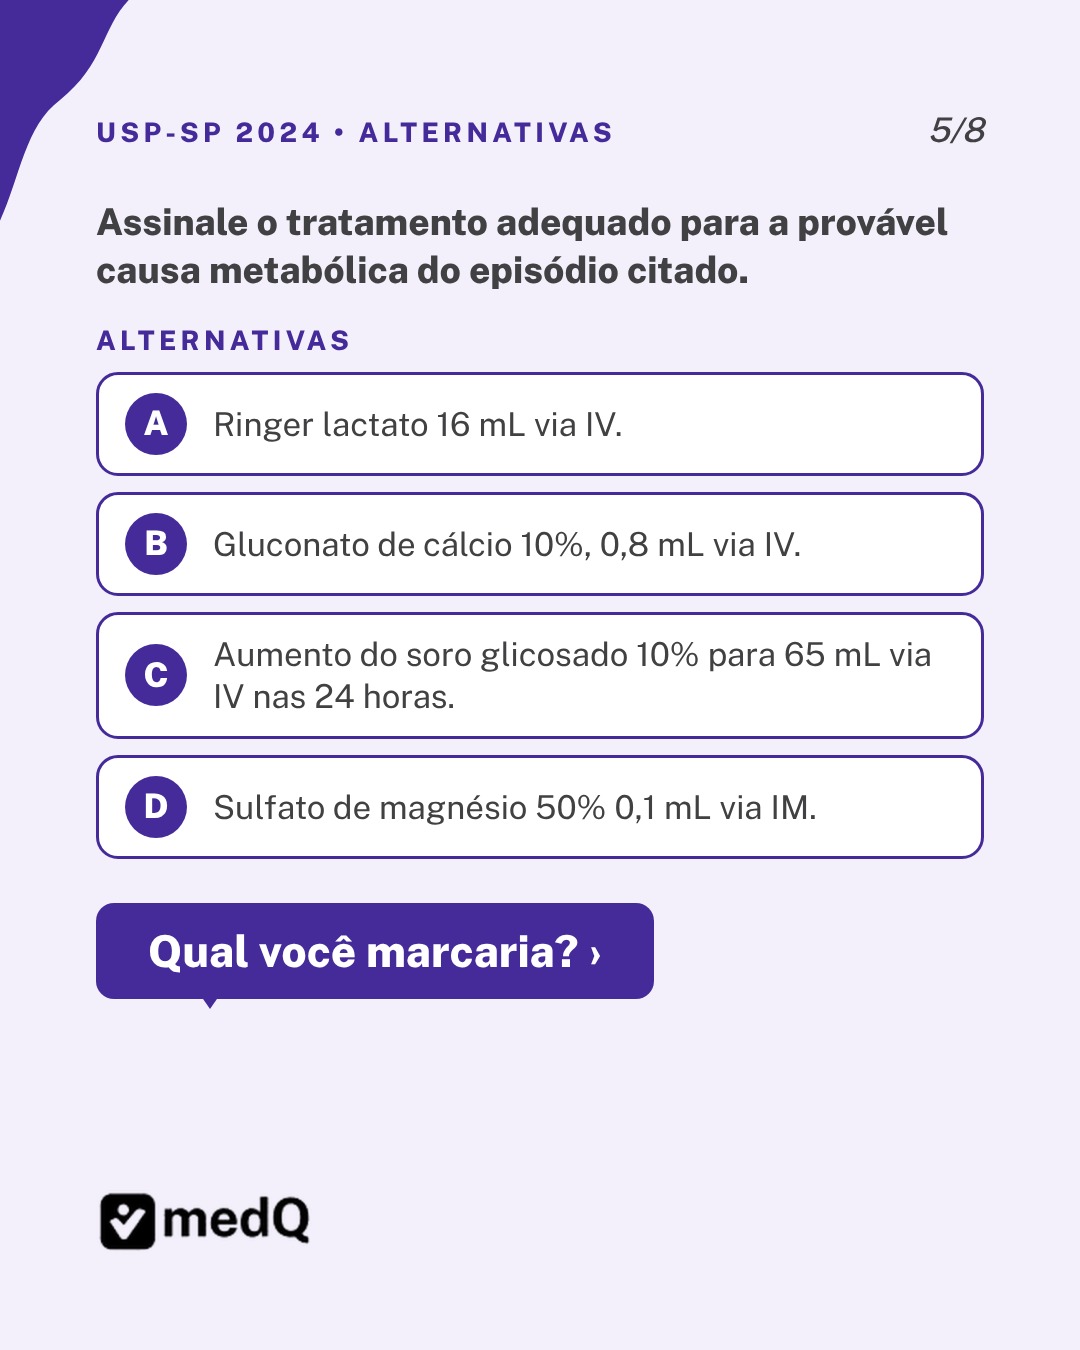 USP-SP 2024 • ALTERNATIVAS
5/8
Assinale o tratamento adequado para a provável
causa metabólica do episódio citado.
ALTERNATIVAS
A
Ringer lactato 16 mL via IV.
B
Gluconato de cálcio 10%, 0,8 mL via IV.
C
Aumento do soro glicosado 10% para 65 mL via
IV nas 24 horas.
D
Sulfato de magnésio 50% 0,1 mL via IM.
Qual você marcaria? ›
medQ